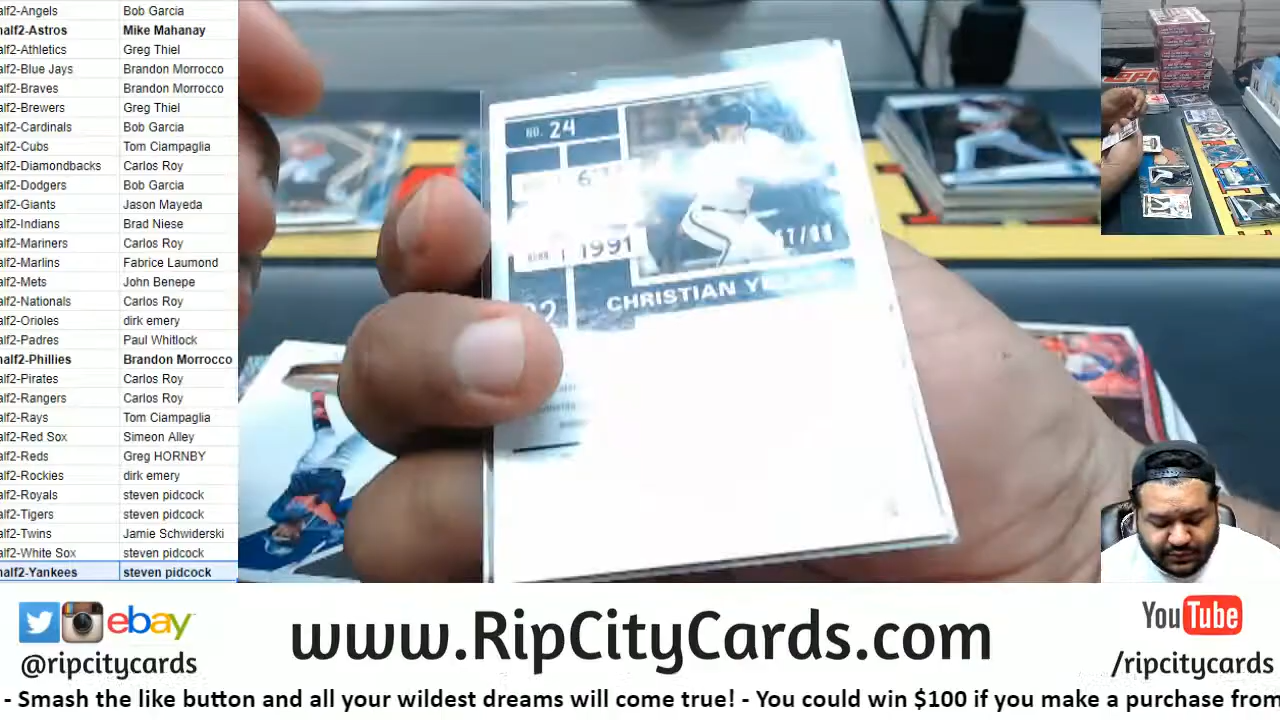 alf2-Angels Bob Garcia
half2-Astros Mike Mahanay
alf2-Athletics Greg Thiel
alf2-Blue Jays Brandon Morrocco
alf2-Braves Brandon Morrocco
alf2-Brewers Greg Thiel
alf2-Cardinals Bob Garcia
alf2-Cubs Tom Ciampaglia
alf2-Diamondbacks Carlos Roy
alf2-Dodgers Bob Garcia
alf2-Giants Jason Mayeda
alf2-Indians Brad Niese
alf2-Mariners Carlos Roy
alf2-Marlins Fabrice Laumond
alf2-Mets John Benepe
alf2-Nationals Carlos Roy
alf2-Orioles dirk emery
alf2-Padres Paul Whitlock
half2-Phillies Brandon Morrocco
alf2-Pirates Carlos Roy
alf2-Rangers Carlos Roy
alf2-Rays Tom Ciampaglia
alf2-Red Sox Simeon Alley
alf2-Reds Greg HORNBY
alf2-Rockies dirk emery
alf2-Royals steven pidcock
alf2-Tigers steven pidcock
alf2-Twins Jamie Schwiderski
alf2-White Sox steven pidcock
half2-Yankees steven pidcock
NO. 24
1991
CHRISTIAN
ebay
@ripcitycards
www.RipCityCards.com
YouTube
/ripcitycards
- Smash the like button and all your wildest dreams will come true! - You could win $100 if you make a purchase from